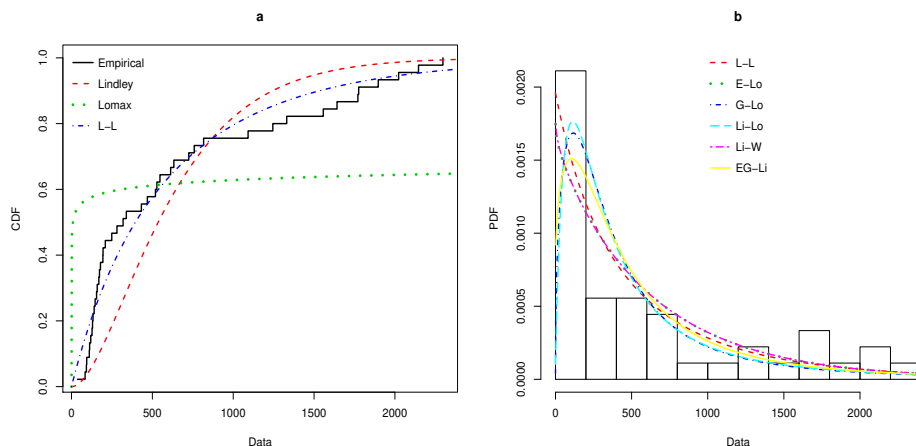 a
CDF
1.0
0.8
0.6
0.4
0.2
0.0
Empirical
Lindley
Lomax
L−L
0
500
1000
1500
2000
Data
b
PDF
0.0020
0.0015
0.0010
0.0005
0.0000
L−L
E−Lo
G−Lo
Li−Lo
Li−W
EG−Li
0
500
1000
1500
2000
Data